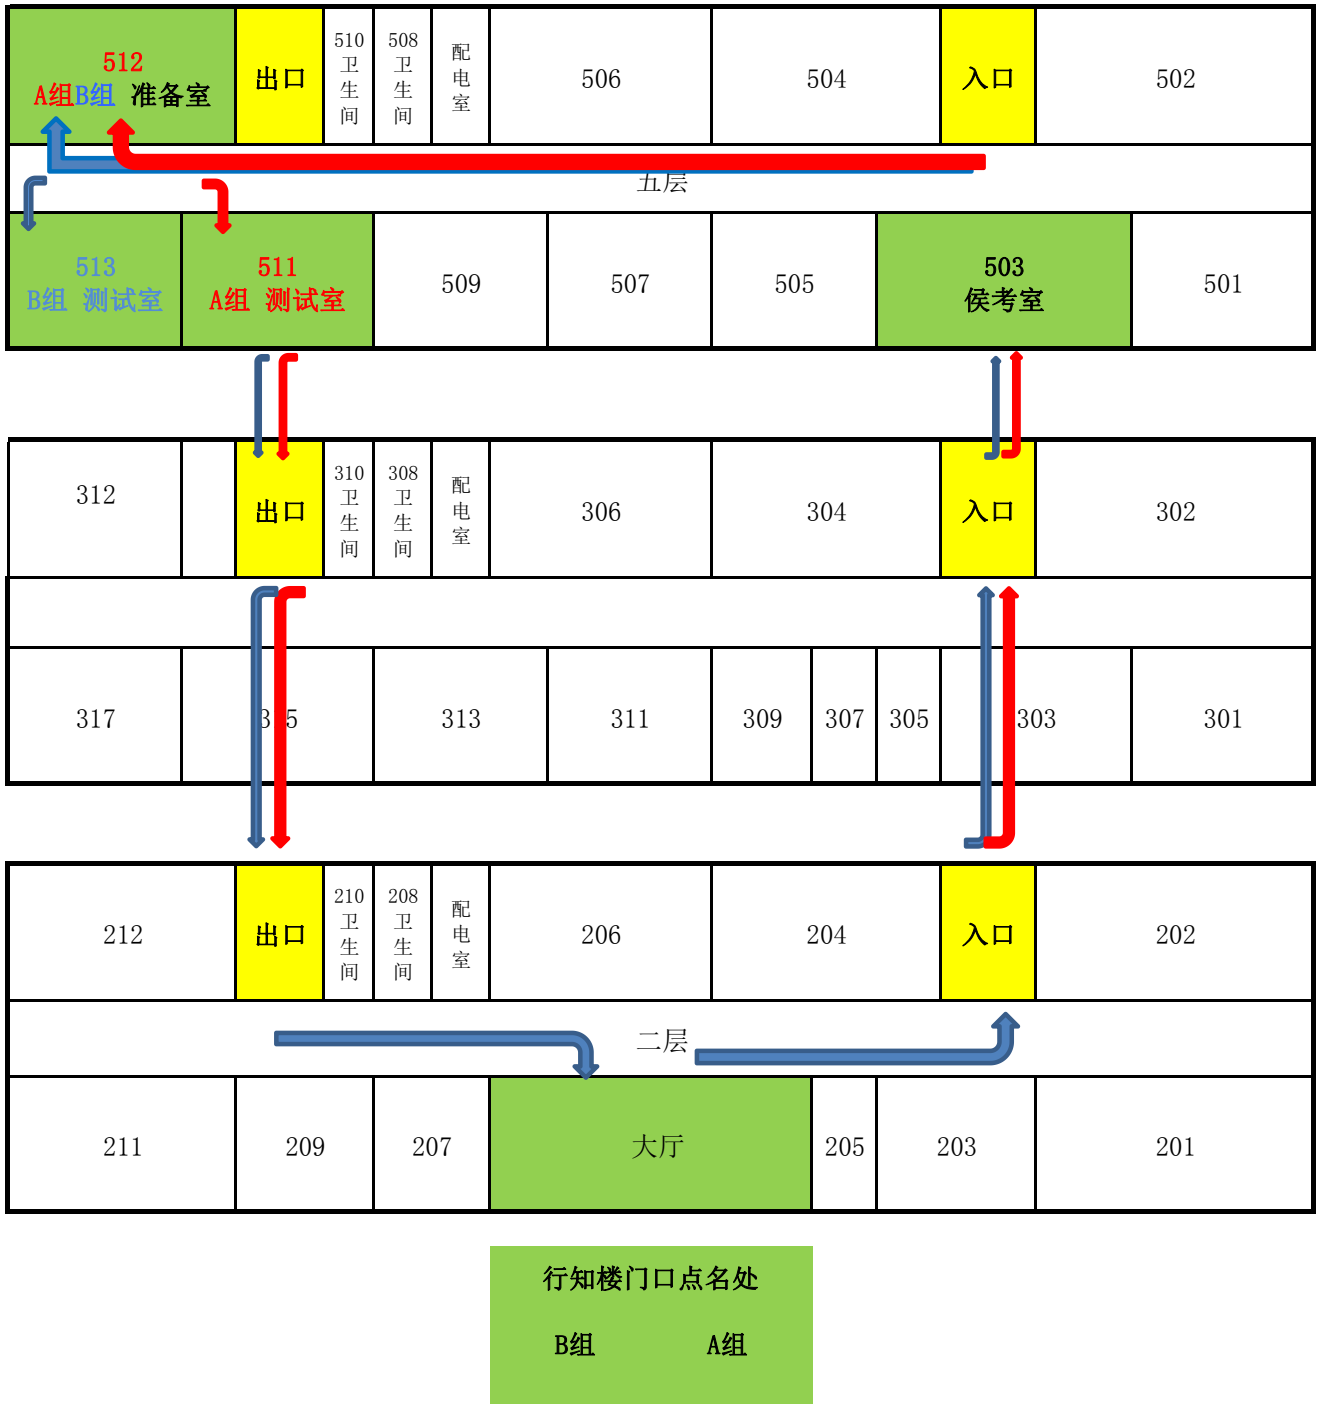 512
A组B组 准备室
出口
510
卫
生
间
508
卫
生
间
配
电
室
506
504
入口
502
五层
513
B组 测试室
511
A组 测试室
509
507
505
503
侯考室
501
312
出口
310
卫
生
间
308
卫
生
间
配
电
室
306
304
入口
302
317
313
311
309
307
305
303
301
212
出口
210
卫
生
间
208
卫
生
间
配
电
室
206
204
入口
202
二层
211
209
207
大厅
205
203
201
行知楼门口点名处
B组 A组